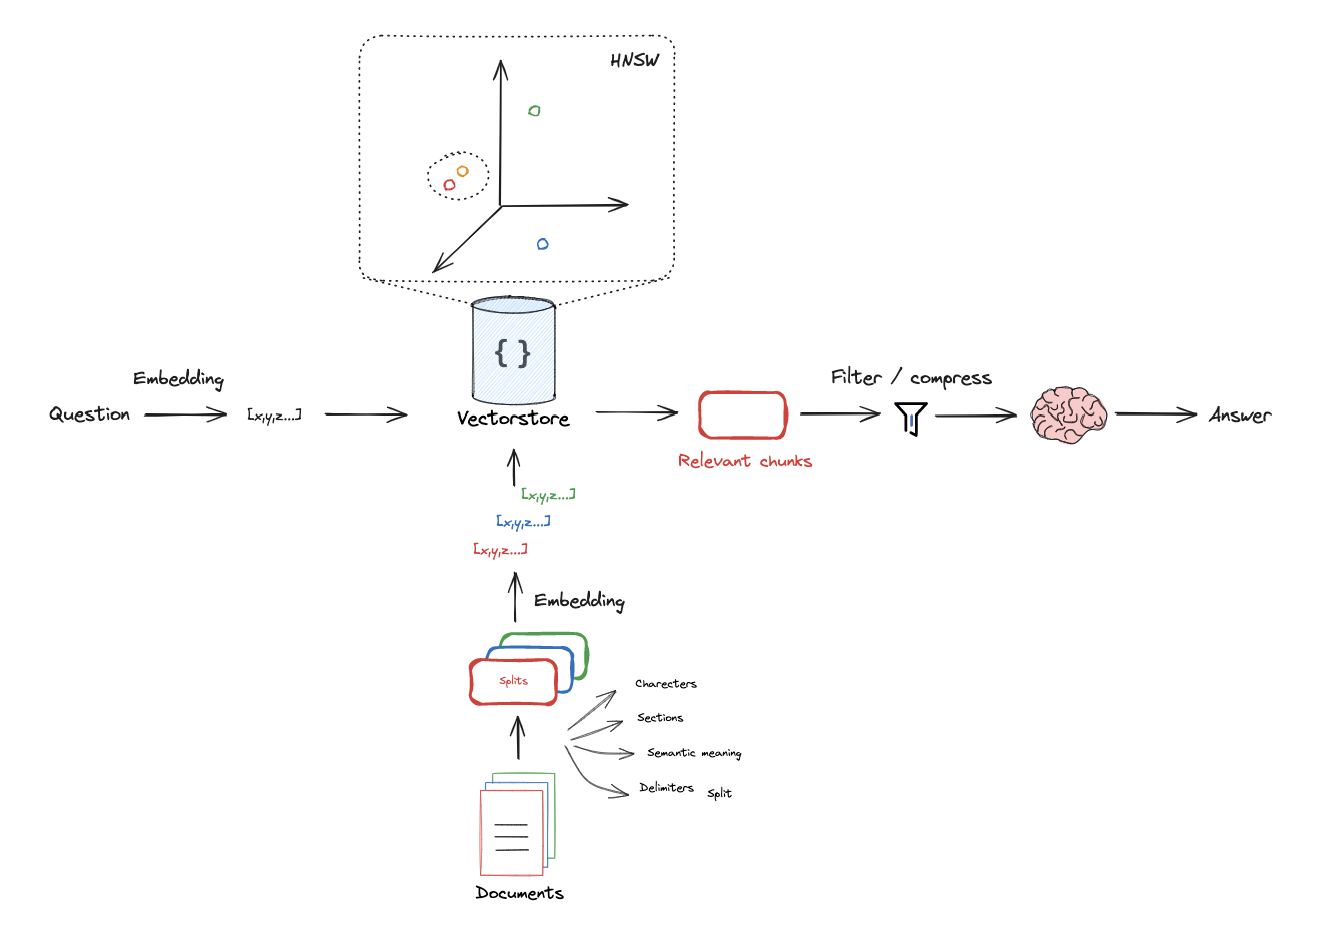 HNSW
{ }
Embedding
Filter / compress
Question
[x,y,z...]
Vectorstore
Answer
Relevant chunks
[x,y,z...]
[x,y,z...]
[x,y,z...]
Embedding
Splits
Charecters
Sections
Semantic meaning
Delimiters Split
Documents